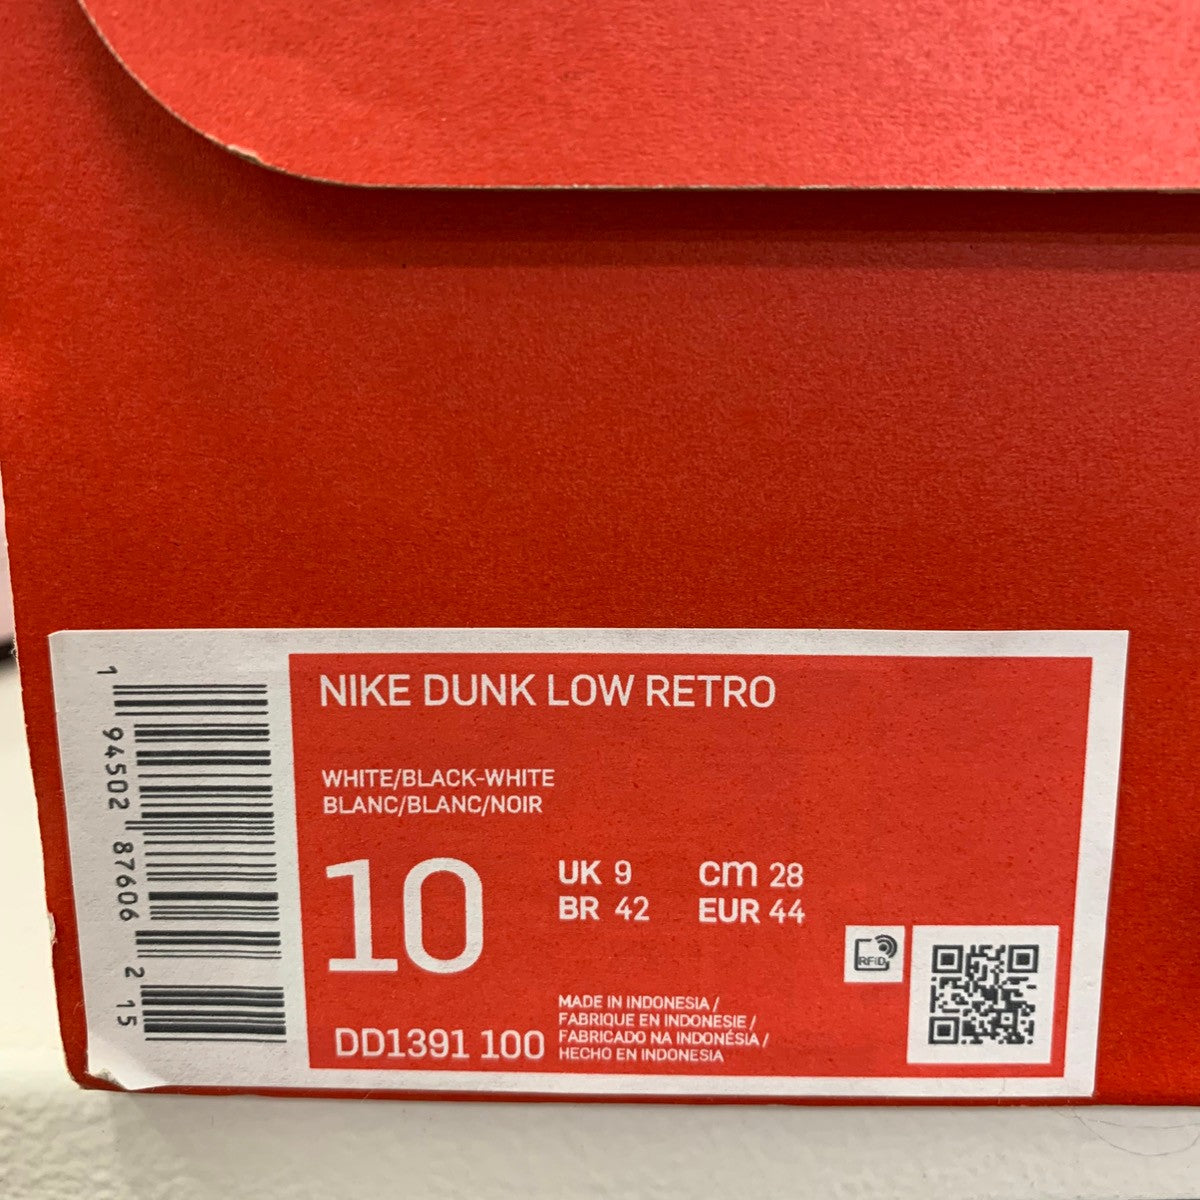 NIKE DUNK LOW RETRO
WHITE/BLACK-WHITE
BLANC/BLANC/NOIR
10
UK 9
cm 28
BR 42
EUR 44
DD1391 100
MADE IN INDONESIA /
FABRIQUE EN INDONESIE /
FABRICADO NA INDONÉSIA /
HECHO EN INDONESIA
RFID
1 94502 87606 2 15